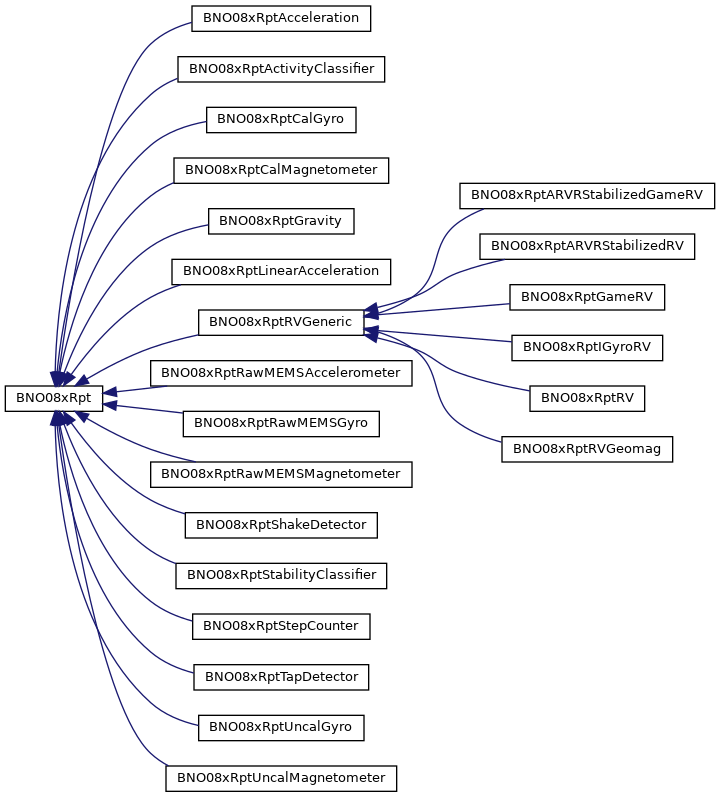 BNO08xRptAcceleration
BNO08xRptActivityClassifier
BNO08xRptCalGyro
BNO08xRptCalMagnetometer
BNO08xRptGravity
BNO08xRptLinearAcceleration
BNO08xRptRVGeneric
BNO08xRpt
BNO08xRptRawMEMSAccelerometer
BNO08xRptRawMEMSGyro
BNO08xRptRawMEMSMagnetometer
BNO08xRptShakeDetector
BNO08xRptStabilityClassifier
BNO08xRptStepCounter
BNO08xRptTapDetector
BNO08xRptUncalGyro
BNO08xRptUncalMagnetometer
BNO08xRptARVRStabilizedGameRV
BNO08xRptARVRStabilizedRV
BNO08xRptGameRV
BNO08xRptIGyroRV
BNO08xRptRV
BNO08xRptRVGeomag